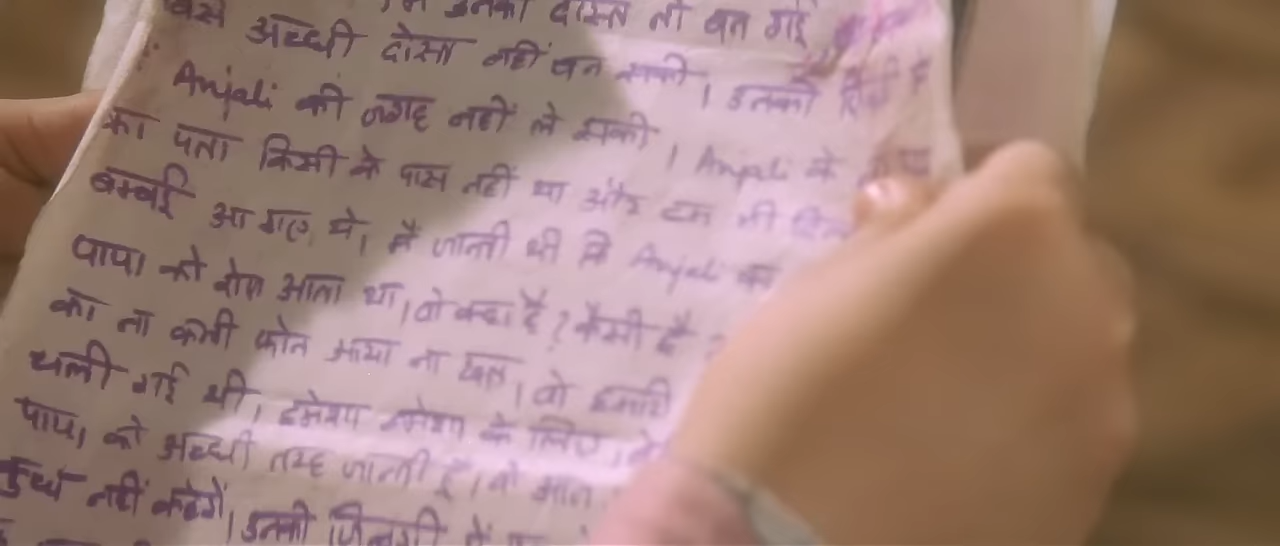 उनकी दोस्त तो बन गई
सबसे अच्छी दोस्त नहीं बन सकी। उनकी
Anjali की जगह नहीं ले सकी। Anjali के
का पता किसी के पास नहीं था और हम भी
बम्बई आ गए थे। मैं जानती थी कि Anjali का
पापा को रोज़ आता था। वो कहा है? कैसी है
का ना कभी फोन आया ना खत। वो हमारी
चली गई थी। हमेशा हमेशा के लिए।
पापा को अच्छी तरह जानती हूँ। वो आज
कुछ नहीं कहेगें। उनकी ज़िन्दगी में